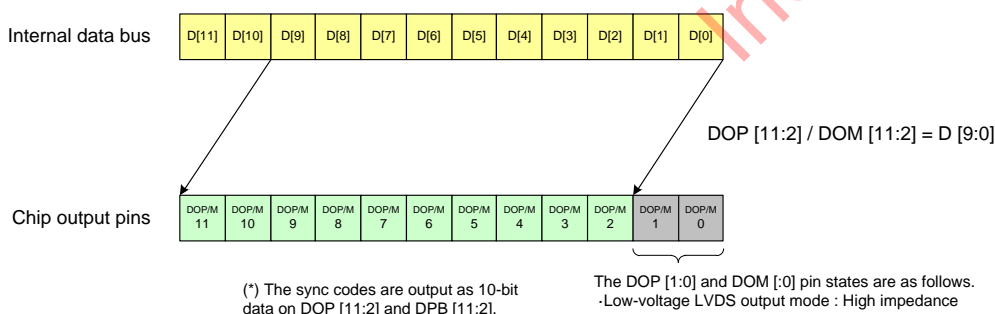 Internal data bus
D[11] D[10] D[9] D[8] D[7] D[6] D[5] D[4] D[3] D[2] D[1] D[0]
DOP [11:2] / DOM [11:2] = D [9:0]
Chip output pins
DOP/M DOP/M DOP/M DOP/M DOP/M DOP/M DOP/M DOP/M DOP/M DOP/M DOP/M DOP/M
11 10 9 8 7 6 5 4 3 2 1 0
(*) The sync codes are output as 10-bit
data on DOP [11:2] and DPB [11:2].
The DOP [1:0] and DOM [:0] pin states are as follows.
·Low-voltage LVDS output mode : High impedance